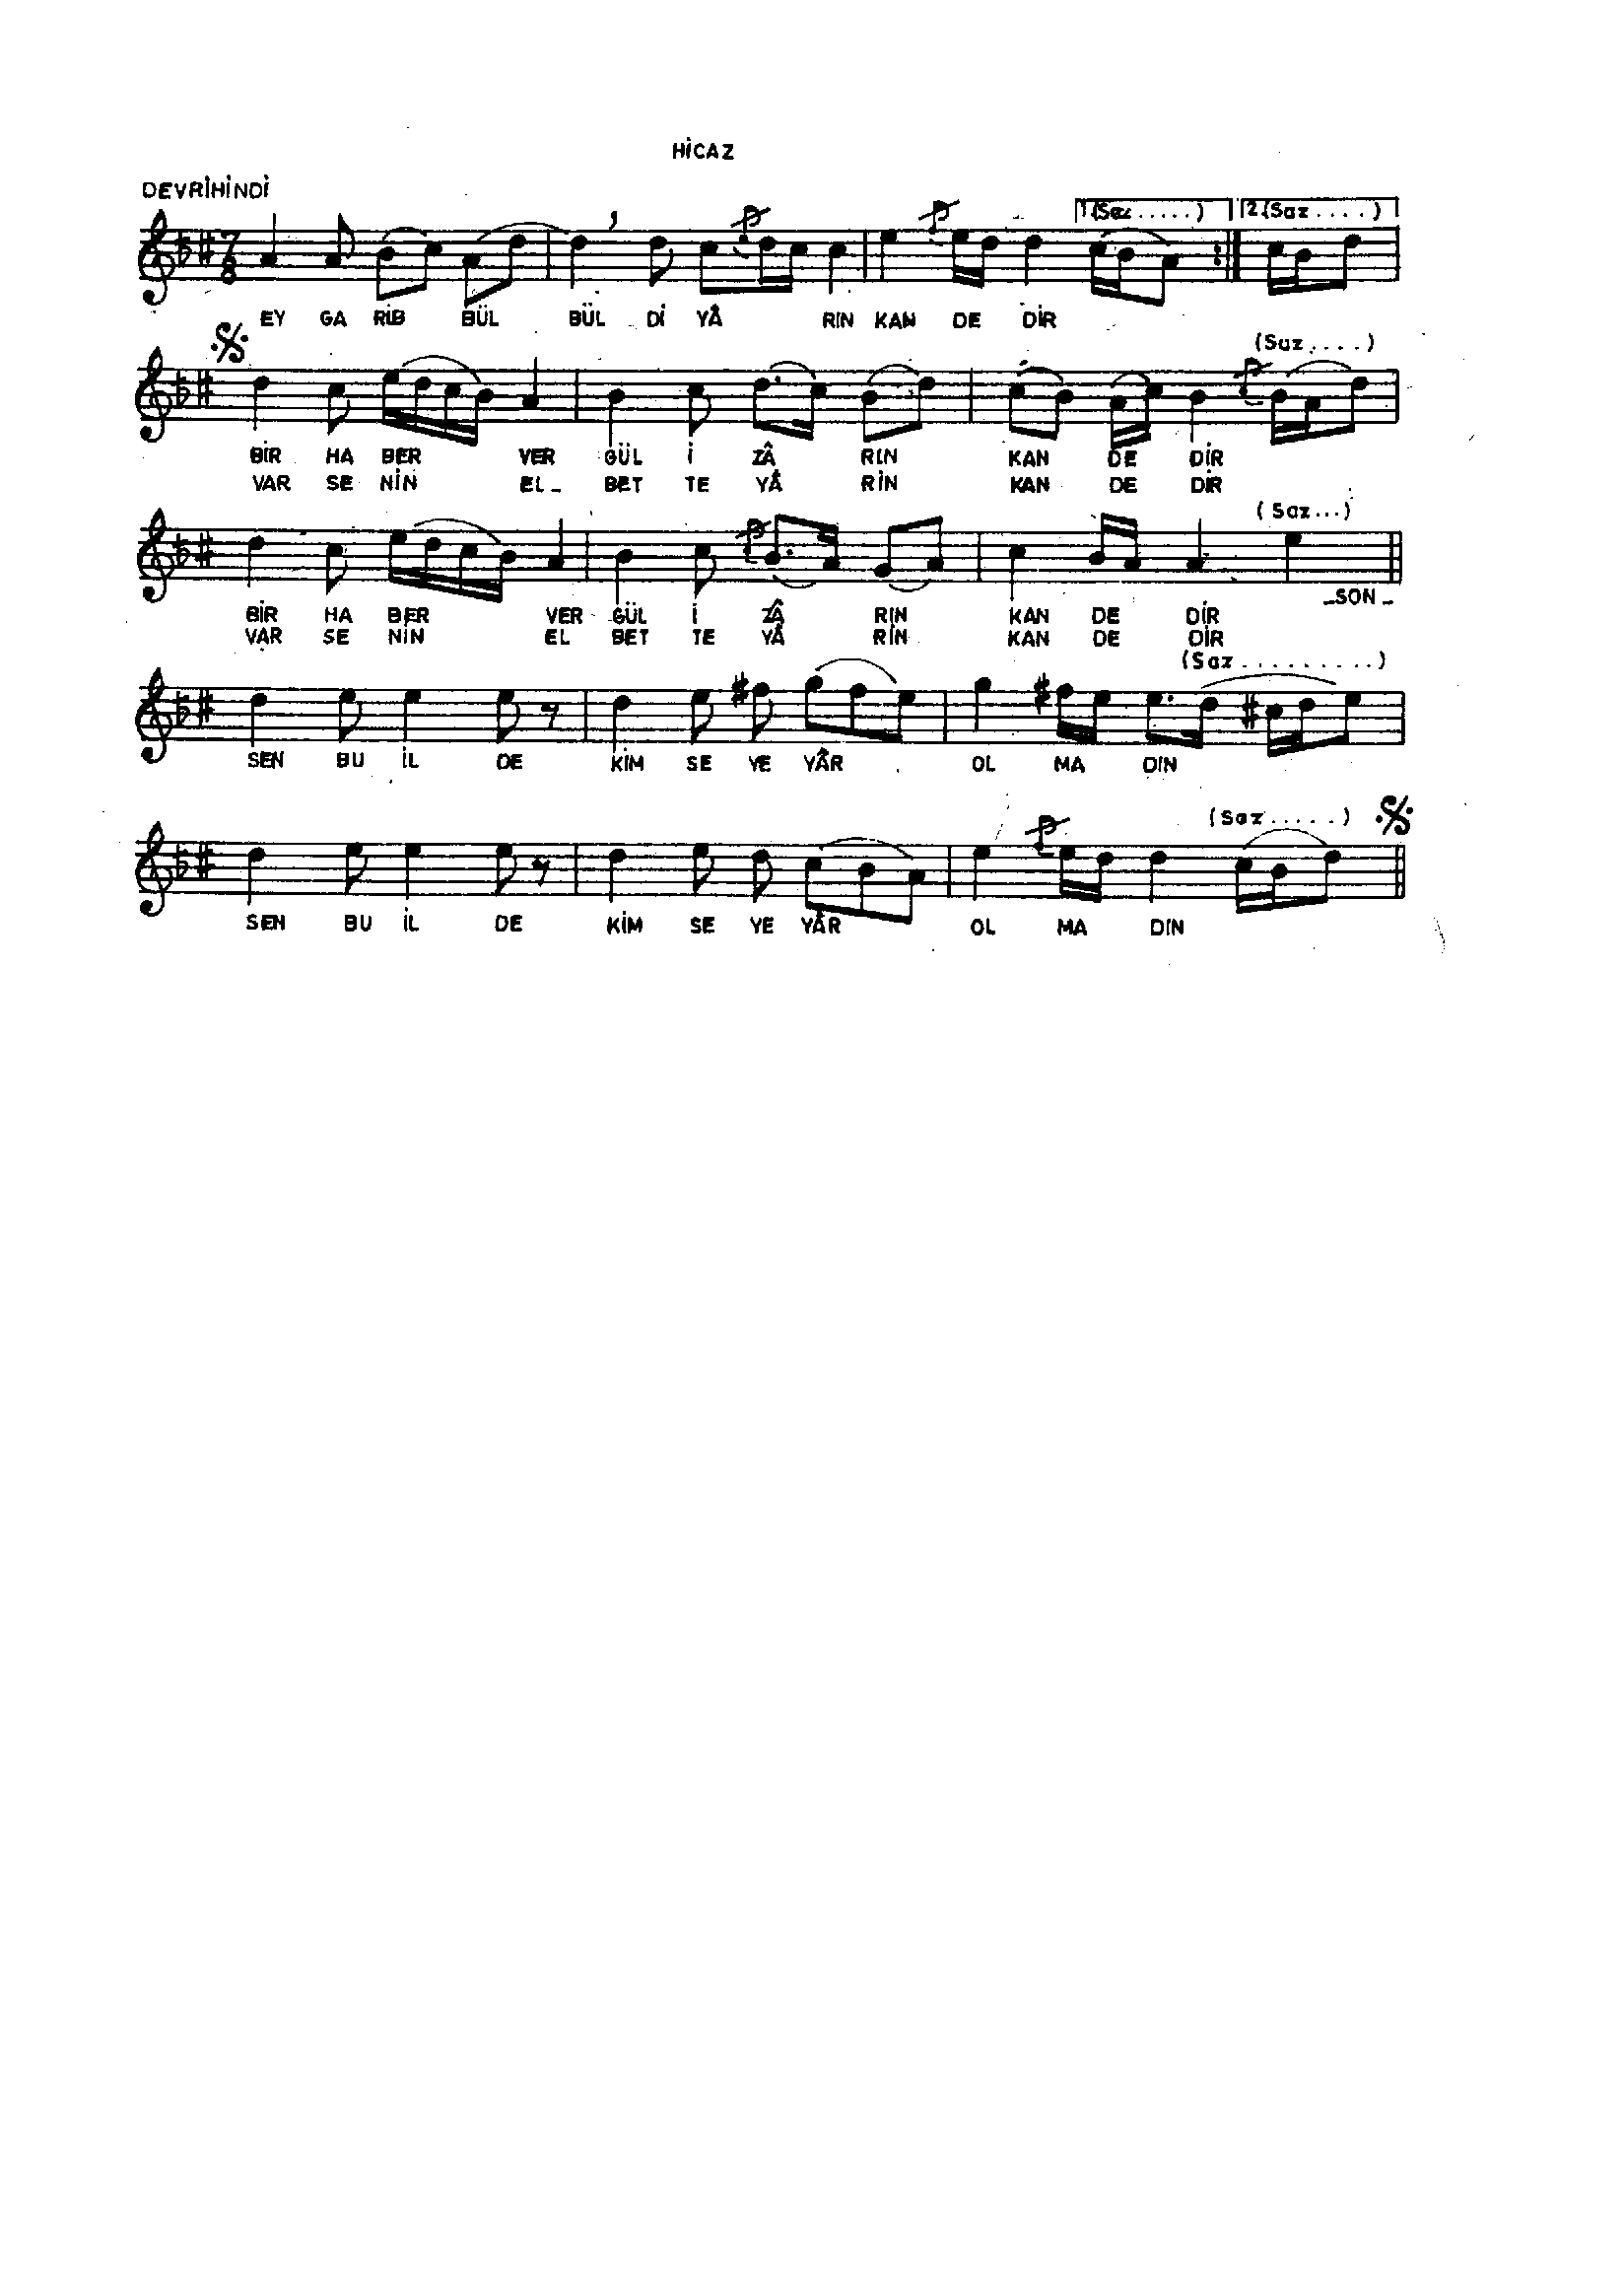 HİCAZ
DEVRİHİNDİ
7
8
1.(Saz.....) 2.(Saz....)
EY GA RİB BÜL BÜL Dİ YÂ RIN KAN DE DİR
(Saz....)
BİR HA BER VER GÜL İ ZÂ RIN KAN DE DİR
VAR SE NİN EL- BET TE YÂ RİN KAN DE DİR
(Saz...)
-SON-
BİR HA BER VER GÜL İ ZÂ RIN KAN DE DİR
VAR SE NİN EL BET TE YÂ RİN KAN DE DİR
(Saz.........)
SEN BU İL DE KİM SE YE YÂR OL MA DIN
(Saz.....)
SEN BU İL DE KİM SE YE YÂR OL MA DIN